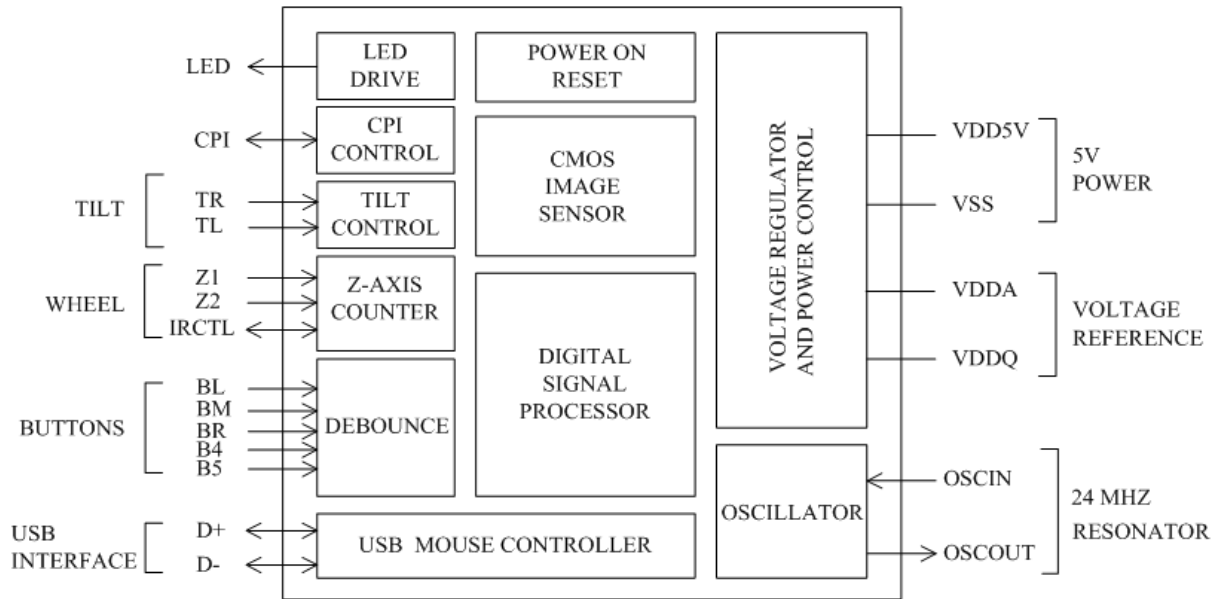 LED
CPI
TILT
TR
TL
WHEEL
Z1
Z2
IRCTL
BUTTONS
BL
BM
BR
B4
B5
USB
INTERFACE
D+
D-
LED
DRIVE
CPI
CONTROL
TILT
CONTROL
Z-AXIS
COUNTER
DEBOUNCE
USB MOUSE CONTROLLER
POWER ON
RESET
CMOS
IMAGE
SENSOR
DIGITAL
SIGNAL
PROCESSOR
VOLTAGE REGULATOR
AND POWER CONTROL
OSCILLATOR
VDD5V
VSS
5V
POWER
VDDA
VDDQ
VOLTAGE
REFERENCE
OSCIN
OSCOUT
24 MHZ
RESONATOR